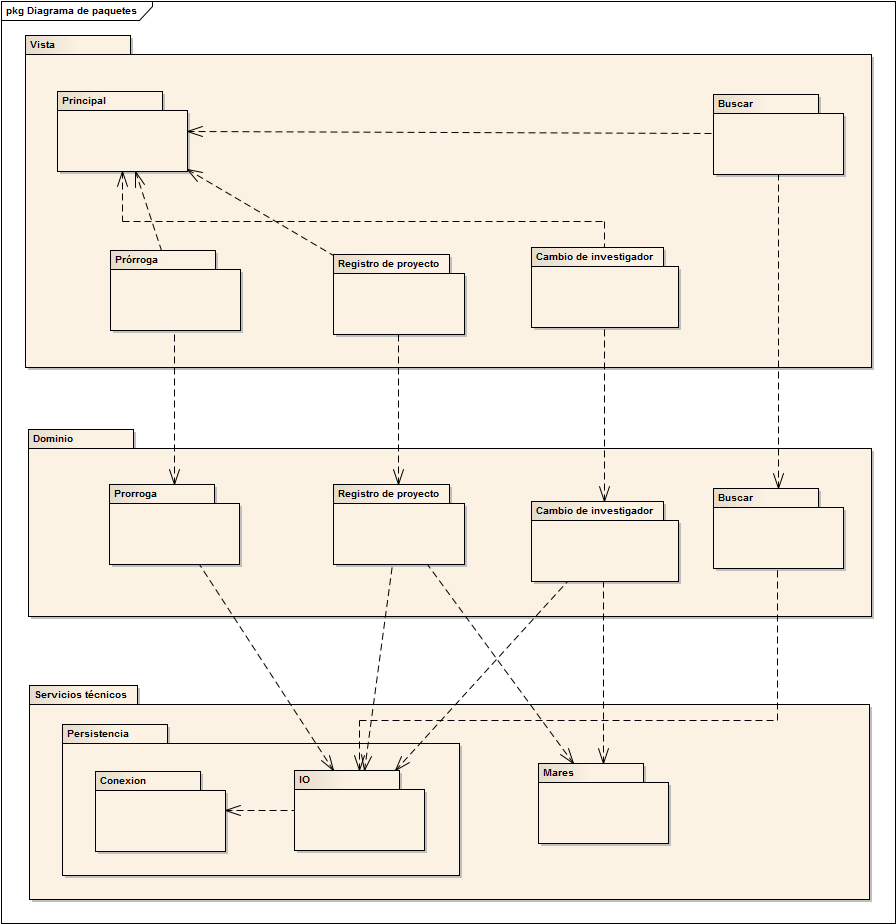 pkg Diagrama de paquetes
Vista
Principal
Buscar
Prórroga
Registro de proyecto
Cambio de investigador
Dominio
Prorroga
Registro de proyecto
Cambio de investigador
Buscar
Servicios técnicos
Persistencia
Conexion
IO
Mares